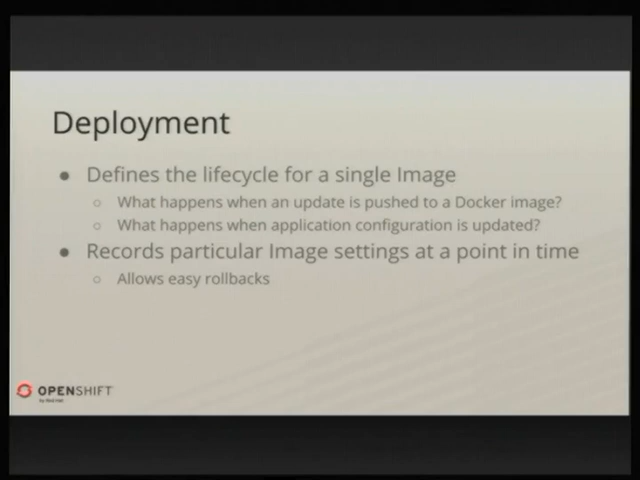 Deployment
● Defines the lifecycle for a single Image
○ What happens when an update is pushed to a Docker image?
○ What happens when application configuration is updated?
● Records particular Image settings at a point in time
○ Allows easy rollbacks
OPENSHIFT
by Red Hat